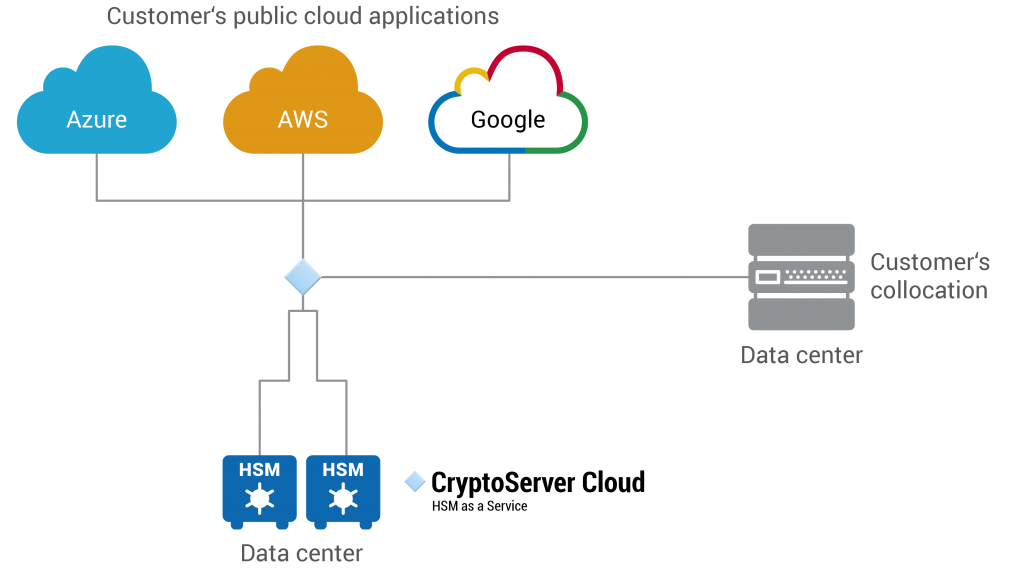 Customer‘s public cloud applications
Azure
AWS
Google
Customer‘s
collocation
Data center
HSM
HSM
CryptoServer Cloud
HSM as a Service
Data center